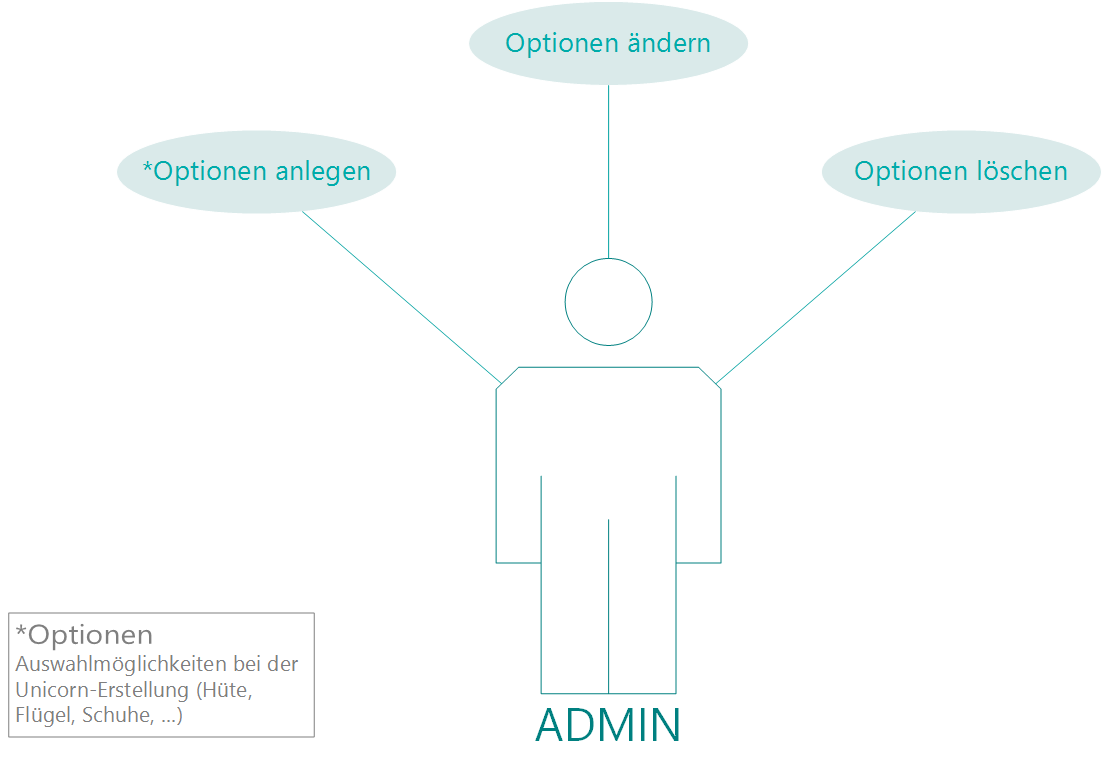 Optionen ändern
*Optionen anlegen
Optionen löschen
*Optionen
Auswahlmöglichkeiten bei der
Unicorn-Erstellung (Hüte,
Flügel, Schuhe, ...)
ADMIN